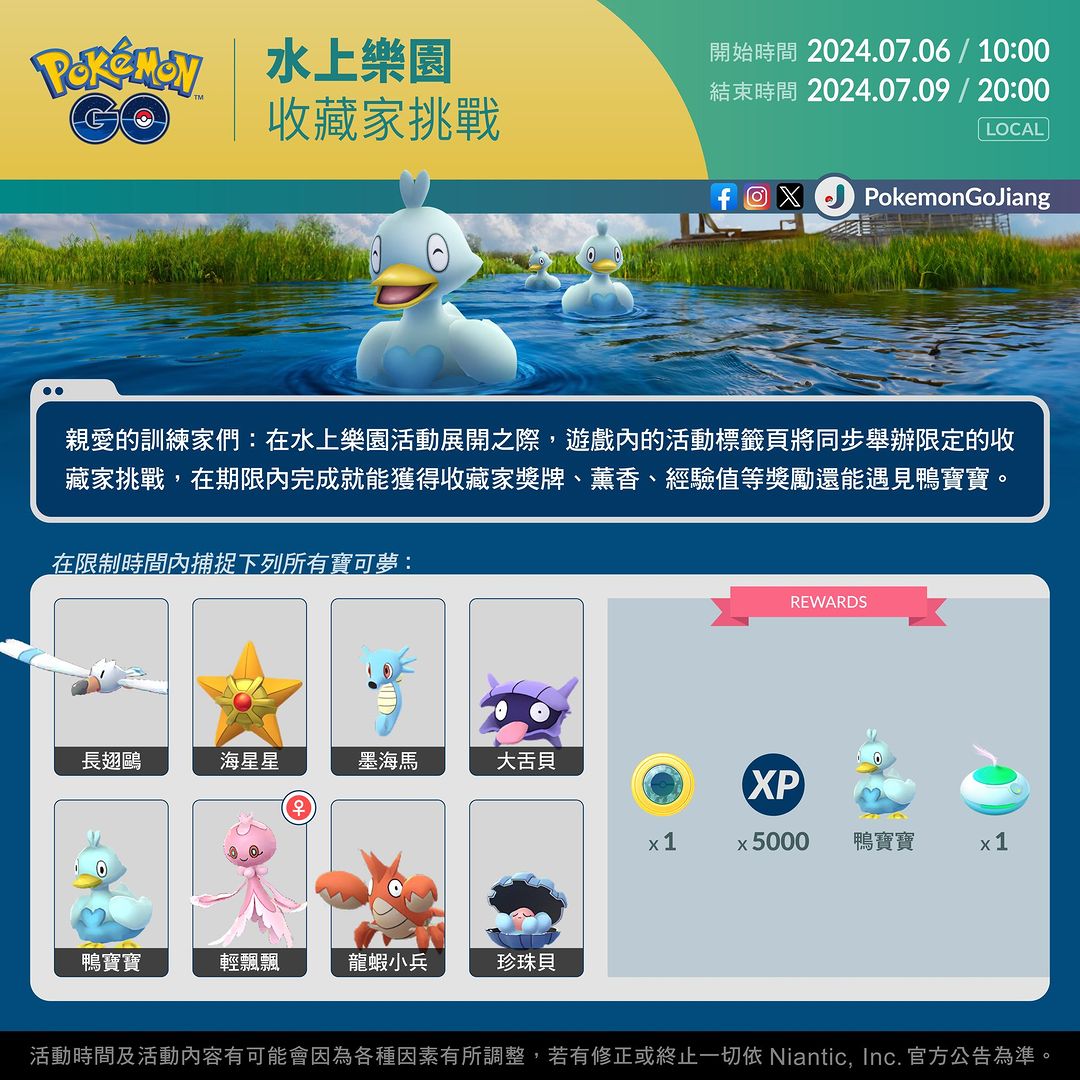 POKÉMON GO
TM
水上樂園
收藏家挑戰
開始時間 2024.07.06 / 10:00
結束時間 2024.07.09 / 20:00
LOCAL
PokemonGoJiang
親愛的訓練家們：在水上樂園活動展開之際，遊戲內的活動標籤頁將同步舉辦限定的收
藏家挑戰，在期限內完成就能獲得收藏家獎牌、薰香、經驗值等獎勵還能遇見鴨寶寶。
在限制時間內捕捉下列所有寶可夢：
長翅鷗
海星星
墨海馬
大舌貝
鴨寶寶
輕飄飄
龍蝦小兵
珍珠貝
REWARDS
XP
x 1
x 5000
鴨寶寶
x 1
活動時間及活動內容有可能會因為各種因素有所調整，若有修正或終止一切依 Niantic, Inc. 官方公告為準。